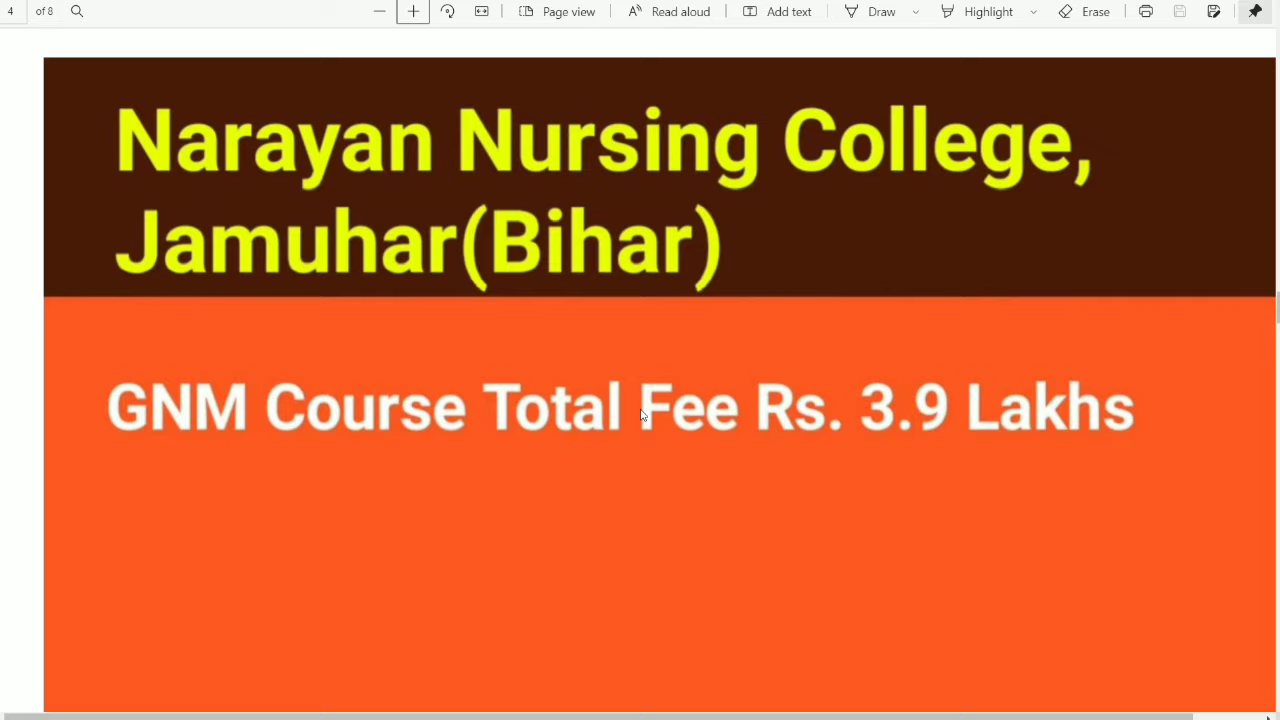 4 of 8 Page view Read aloud Add text Draw Highlight Erase
Narayan Nursing College,
Jamuhar(Bihar)
GNM Course Total Fee Rs. 3.9 Lakhs